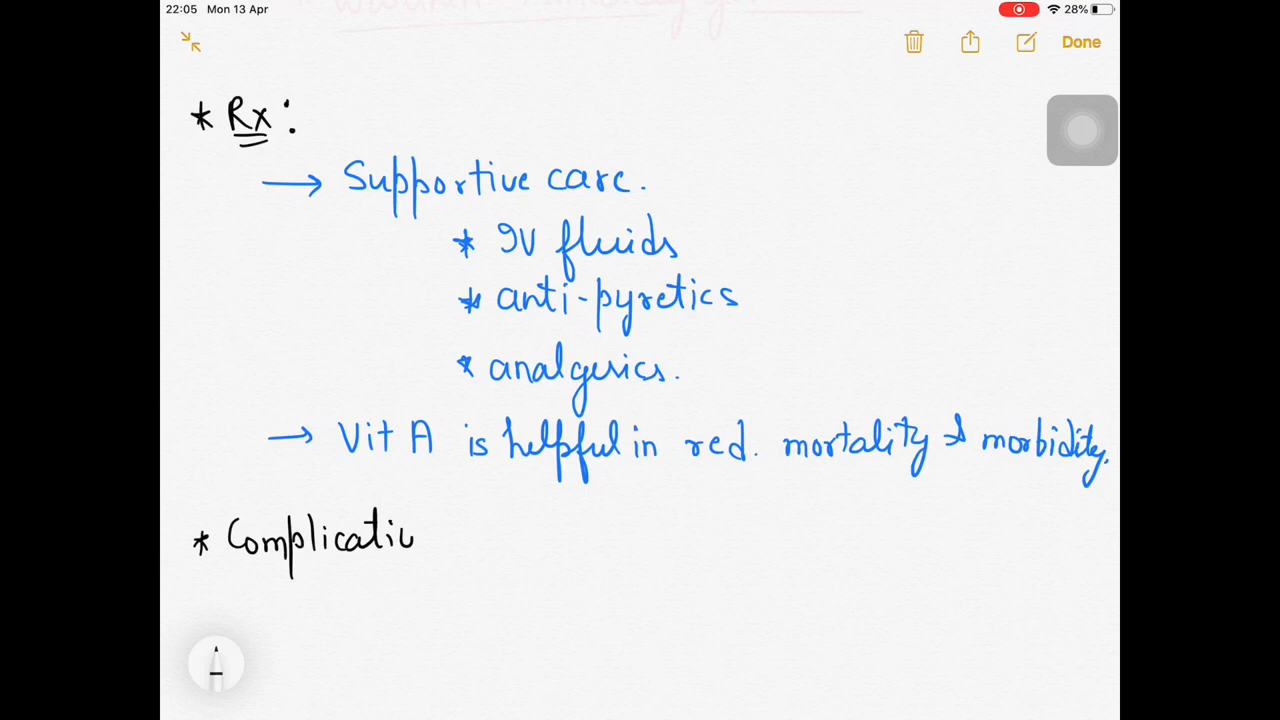 22:05 Mon 13 Apr 28%
Done
* Rx:
→ Supportive care.
* IV fluids
* anti-pyretics
* analgesics.
→ Vit A is helpful in red. mortality & morbidity.
* Complicatio